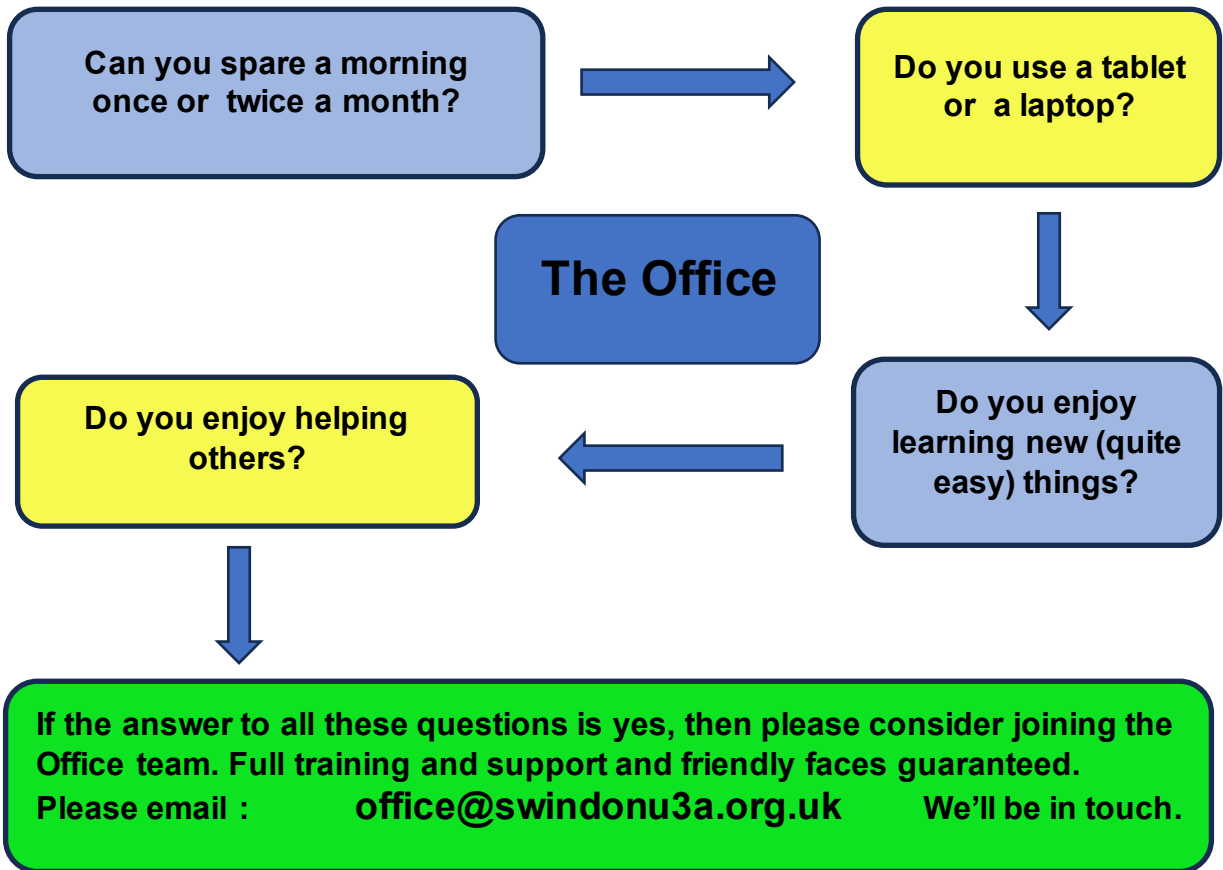 Can you spare a morning
once or twice a month?
Do you use a tablet
or a laptop?
The Office
Do you enjoy
learning new (quite
easy) things?
Do you enjoy helping
others?
If the answer to all these questions is yes, then please consider joining the
Office team. Full training and support and friendly faces guaranteed.
Please email : office@swindonu3a.org.uk We’ll be in touch.